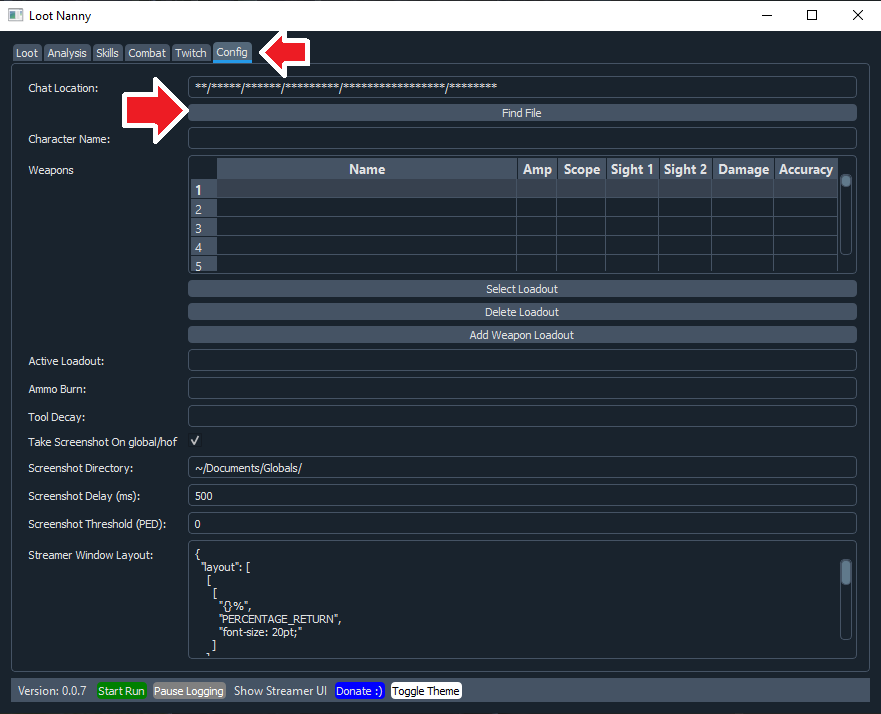 Loot Nanny
Loot Analysis Skills Combat Twitch Config
Chat Location: **/*****/******/*********/*****************/********
Find File
Character Name:
Weapons Name Amp Scope Sight 1 Sight 2 Damage Accuracy
1
2
3
4
5
Select Loadout
Delete Loadout
Add Weapon Loadout
Active Loadout:
Ammo Burn:
Tool Decay:
Take Screenshot On global/hof ✓
Screenshot Directory: ~/Documents/Globals/
Screenshot Delay (ms): 500
Screenshot Threshold (PED): 0
Streamer Window Layout: {
"layout": [
[
[
"{}%",
"PERCENTAGE_RETURN",
"font-size: 20pt;"
]
Version: 0.0.7 Start Run Pause Logging Show Streamer UI Donate :) Toggle Theme